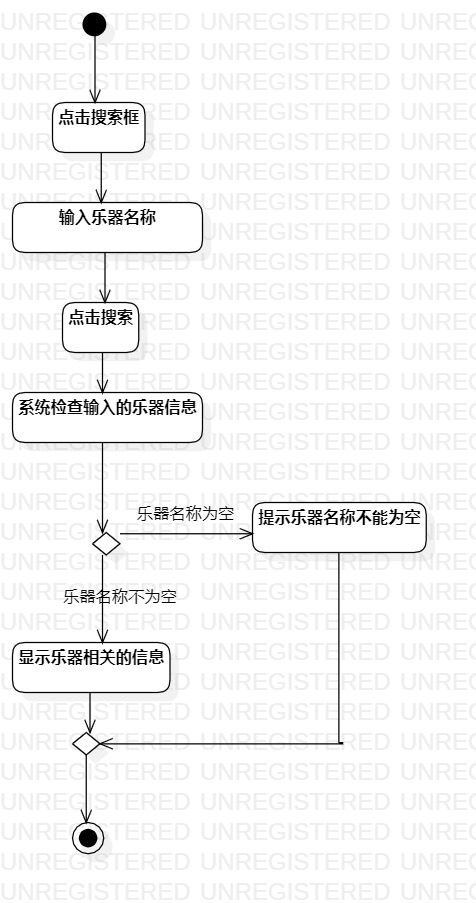 点击搜索框
输入乐器名称
点击搜索
系统检查输入的乐器信息
乐器名称为空
提示乐器名称不能为空
乐器名称不为空
显示乐器相关的信息
UNREGISTERED